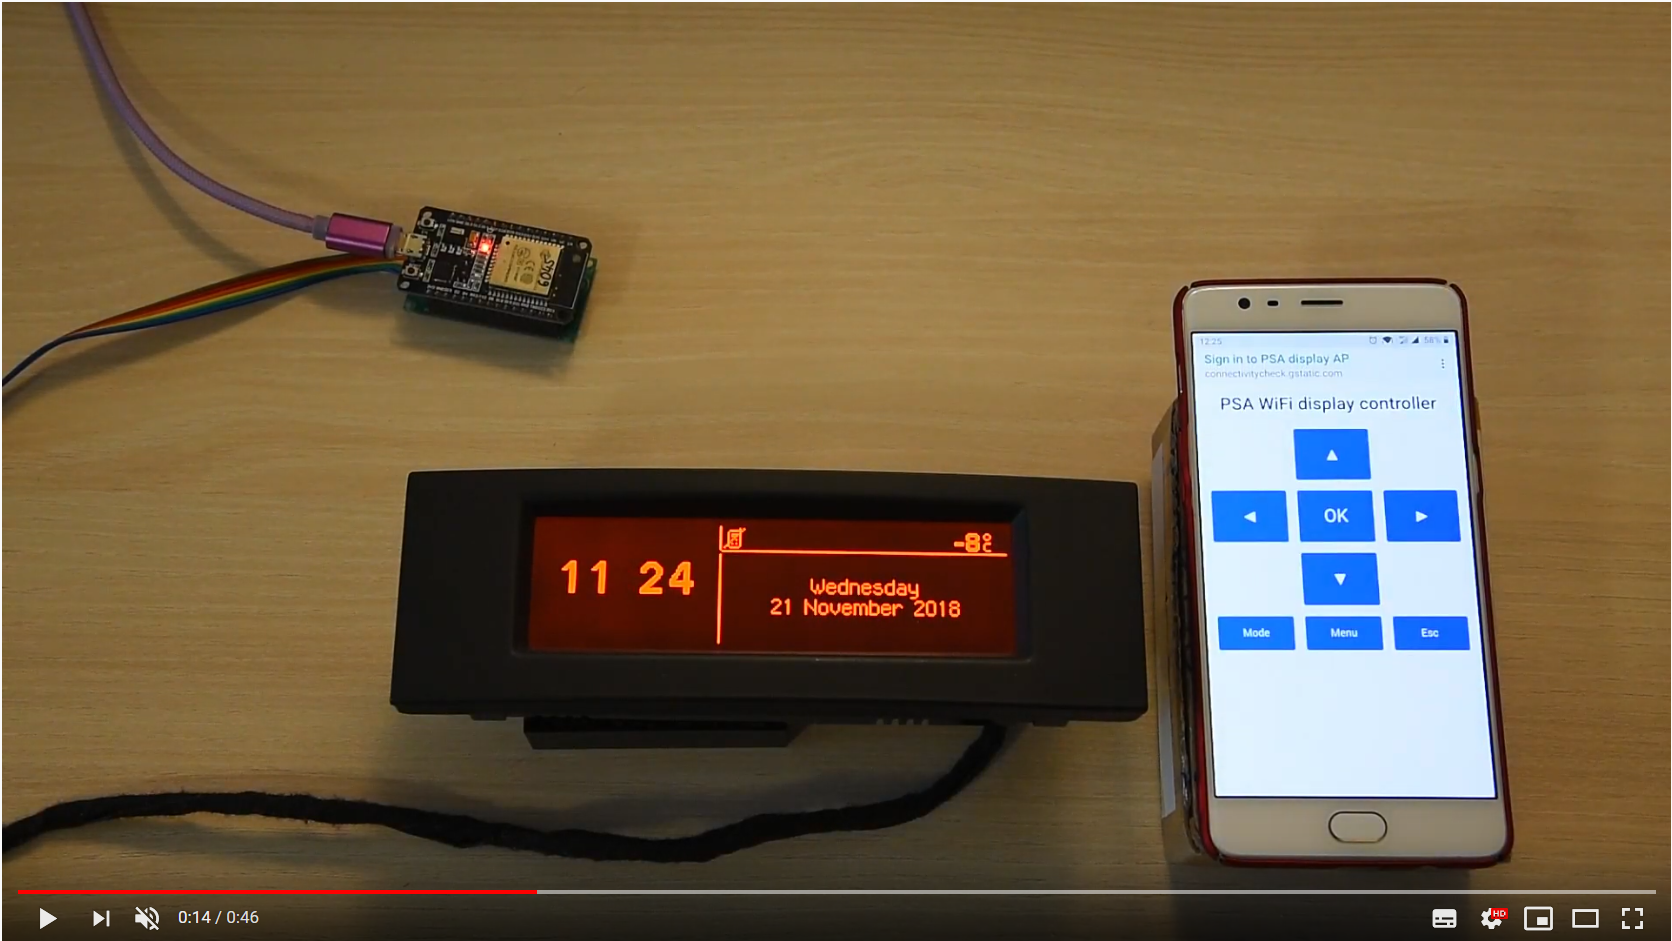 12:25
58%
Sign in to PSA display AP
connectivitycheck.gstatic.com
PSA WiFi display controller
OK
Mode
Menu
Esc
-8°C
11 24
Wednesday
21 November 2018
0:14 / 0:46
HD